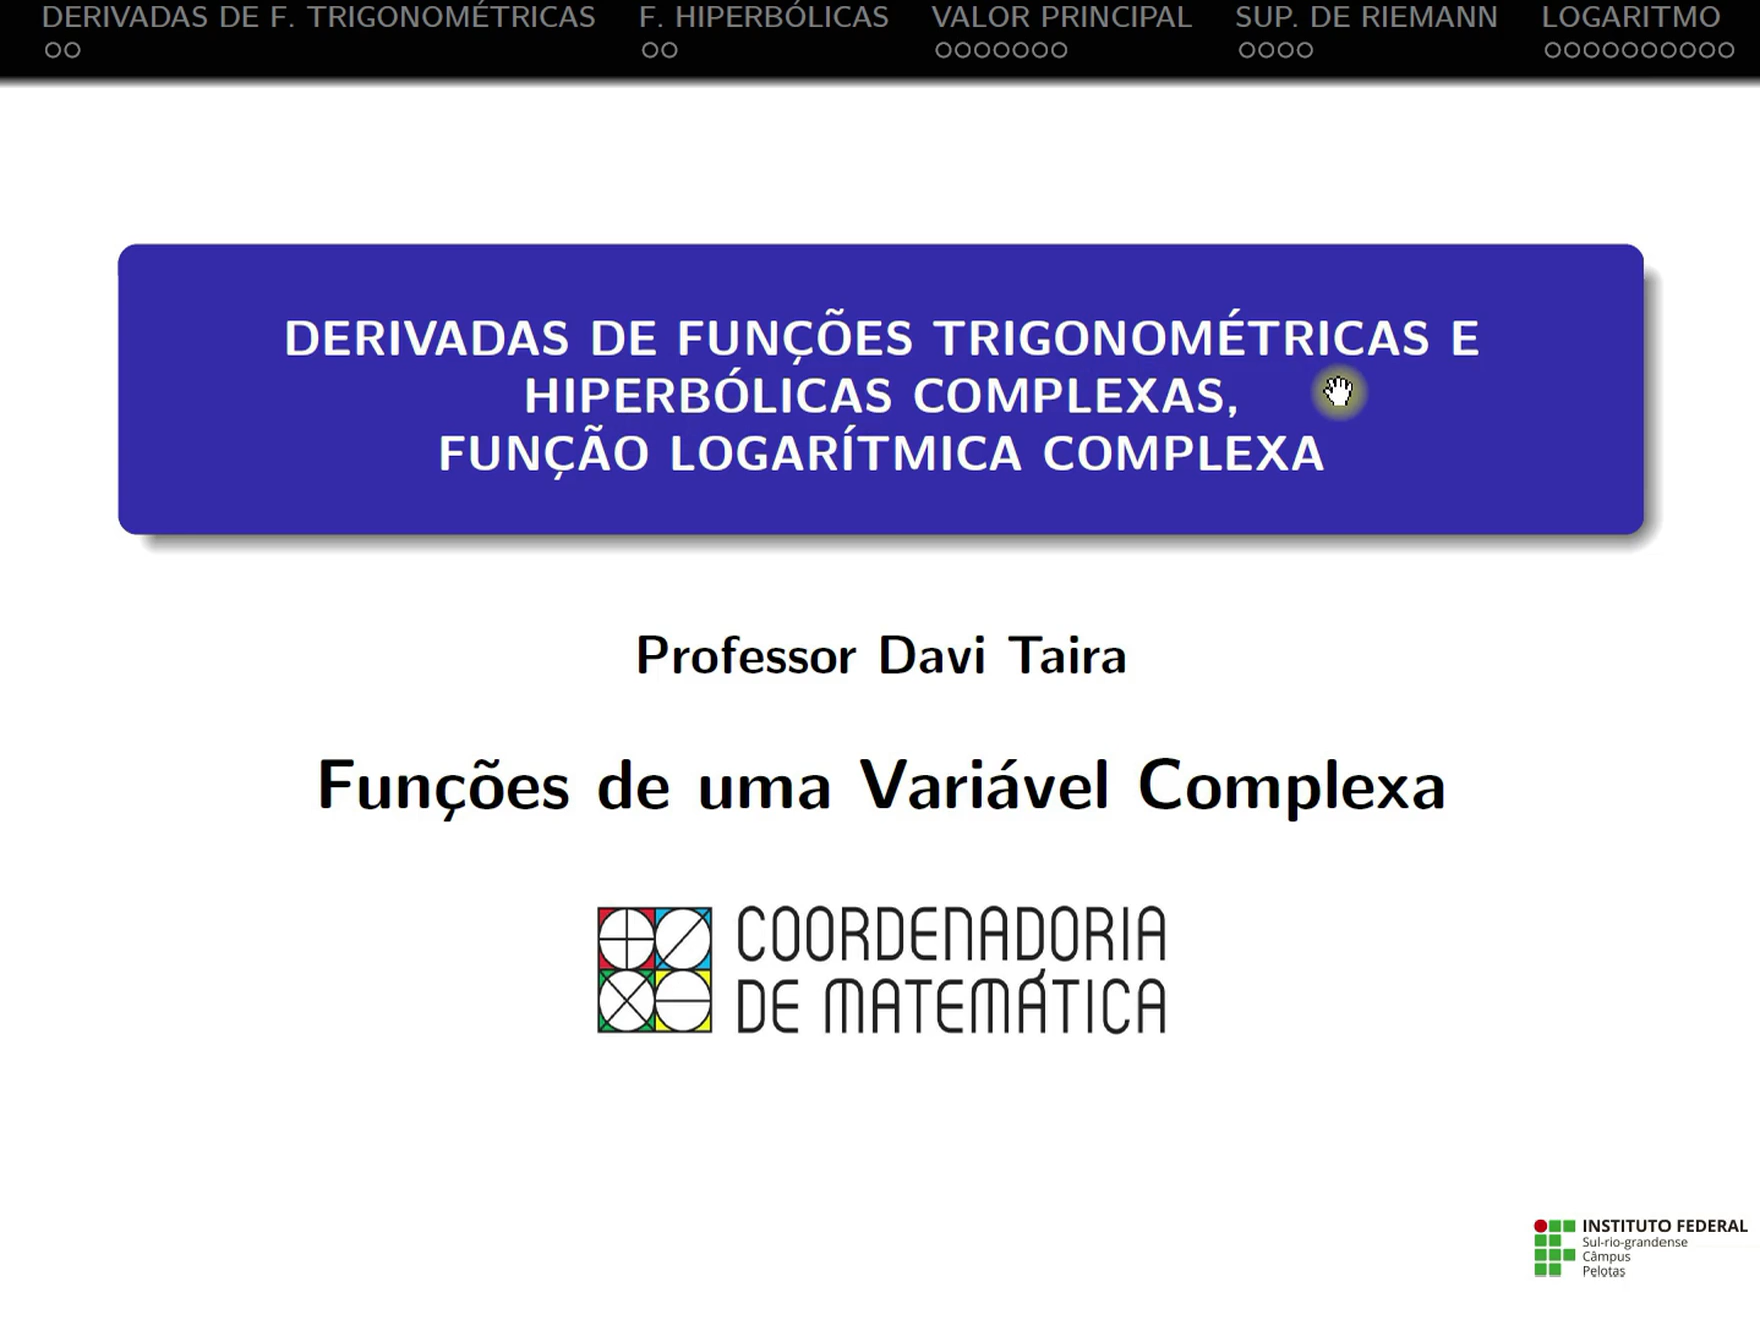 DERIVADAS DE F. TRIGONOMÉTRICAS
F. HIPERBÓLICAS
VALOR PRINCIPAL
SUP. DE RIEMANN
LOGARITMO
DERIVADAS DE FUNÇÕES TRIGONOMÉTRICAS E
HIPERBÓLICAS COMPLEXAS,
FUNÇÃO LOGARÍTMICA COMPLEXA
Professor Davi Taira
Funções de uma Variável Complexa
COORDENADORIA
DE MATEMÁTICA
INSTITUTO FEDERAL
Sul-rio-grandense
Câmpus
Pelotas